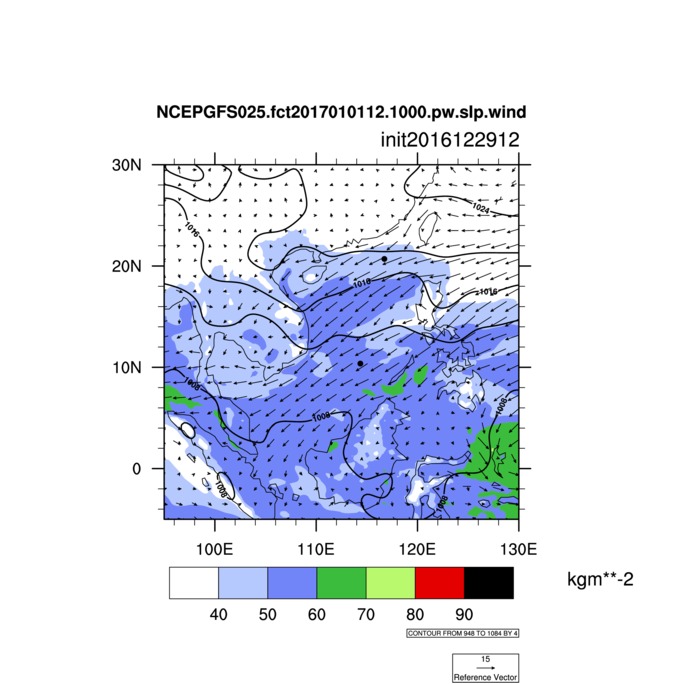 NCEPGFS025.fct2017010112.1000.pw.slp.wind
init2016122912
30N
1024
1016
20N
1016
1016
10N
1008
1008
1008
0
1008
1008
100E 110E 120E 130E
kgm**-2
40 50 60 70 80 90
CONTOUR FROM 948 TO 1084 BY 4
15
Reference Vector